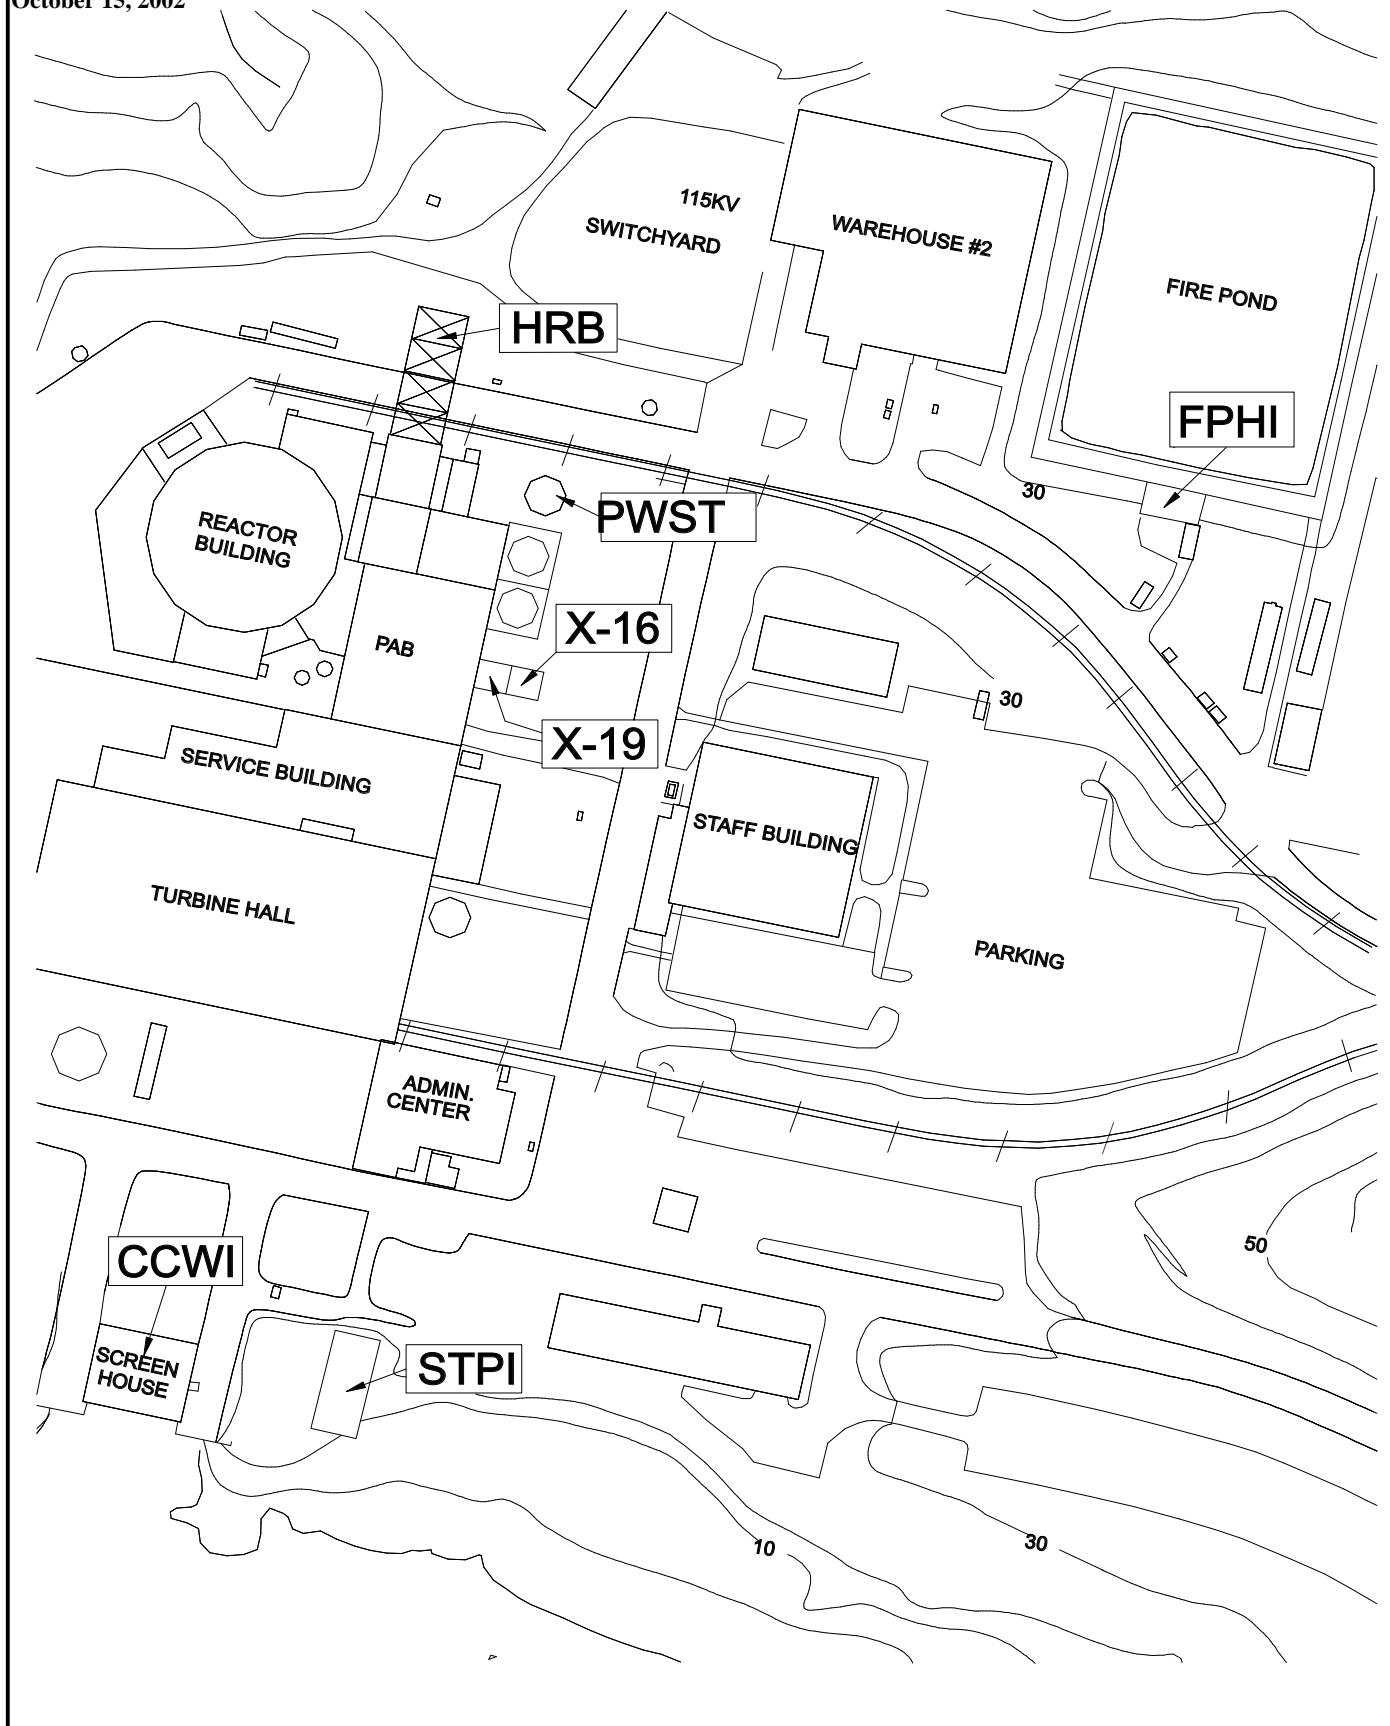 October 15, 2002
115KV
SWITCHYARD
WAREHOUSE #2
FIRE POND
HRB
FPHI
30
PWST
REACTOR
BUILDING
X-16
PAB
30
X-19
SERVICE BUILDING
STAFF BUILDING
TURBINE HALL
PARKING
ADMIN.
CENTER
50
CCWI
SCREEN
HOUSE
STPI
10
30